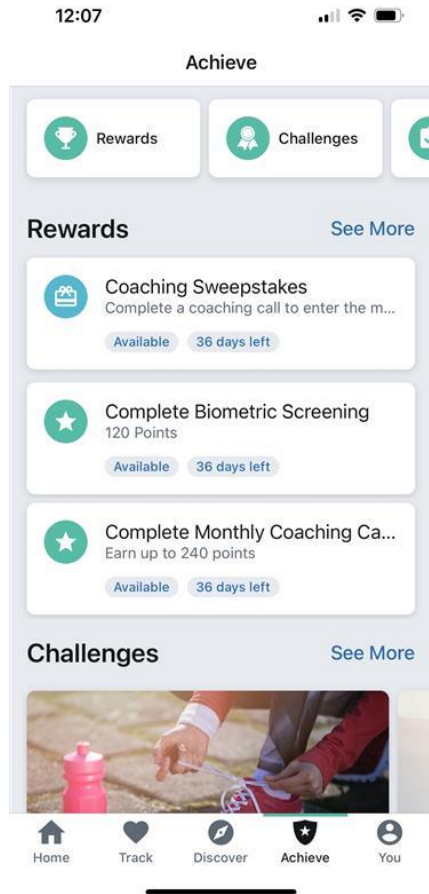 12:07
Achieve
Rewards
Challenges
Rewards
See More
Coaching Sweepstakes
Complete a coaching call to enter the m...
Available
36 days left
Complete Biometric Screening
120 Points
Available
36 days left
Complete Monthly Coaching Ca...
Earn up to 240 points
Available
36 days left
Challenges
See More
Home
Track
Discover
Achieve
You